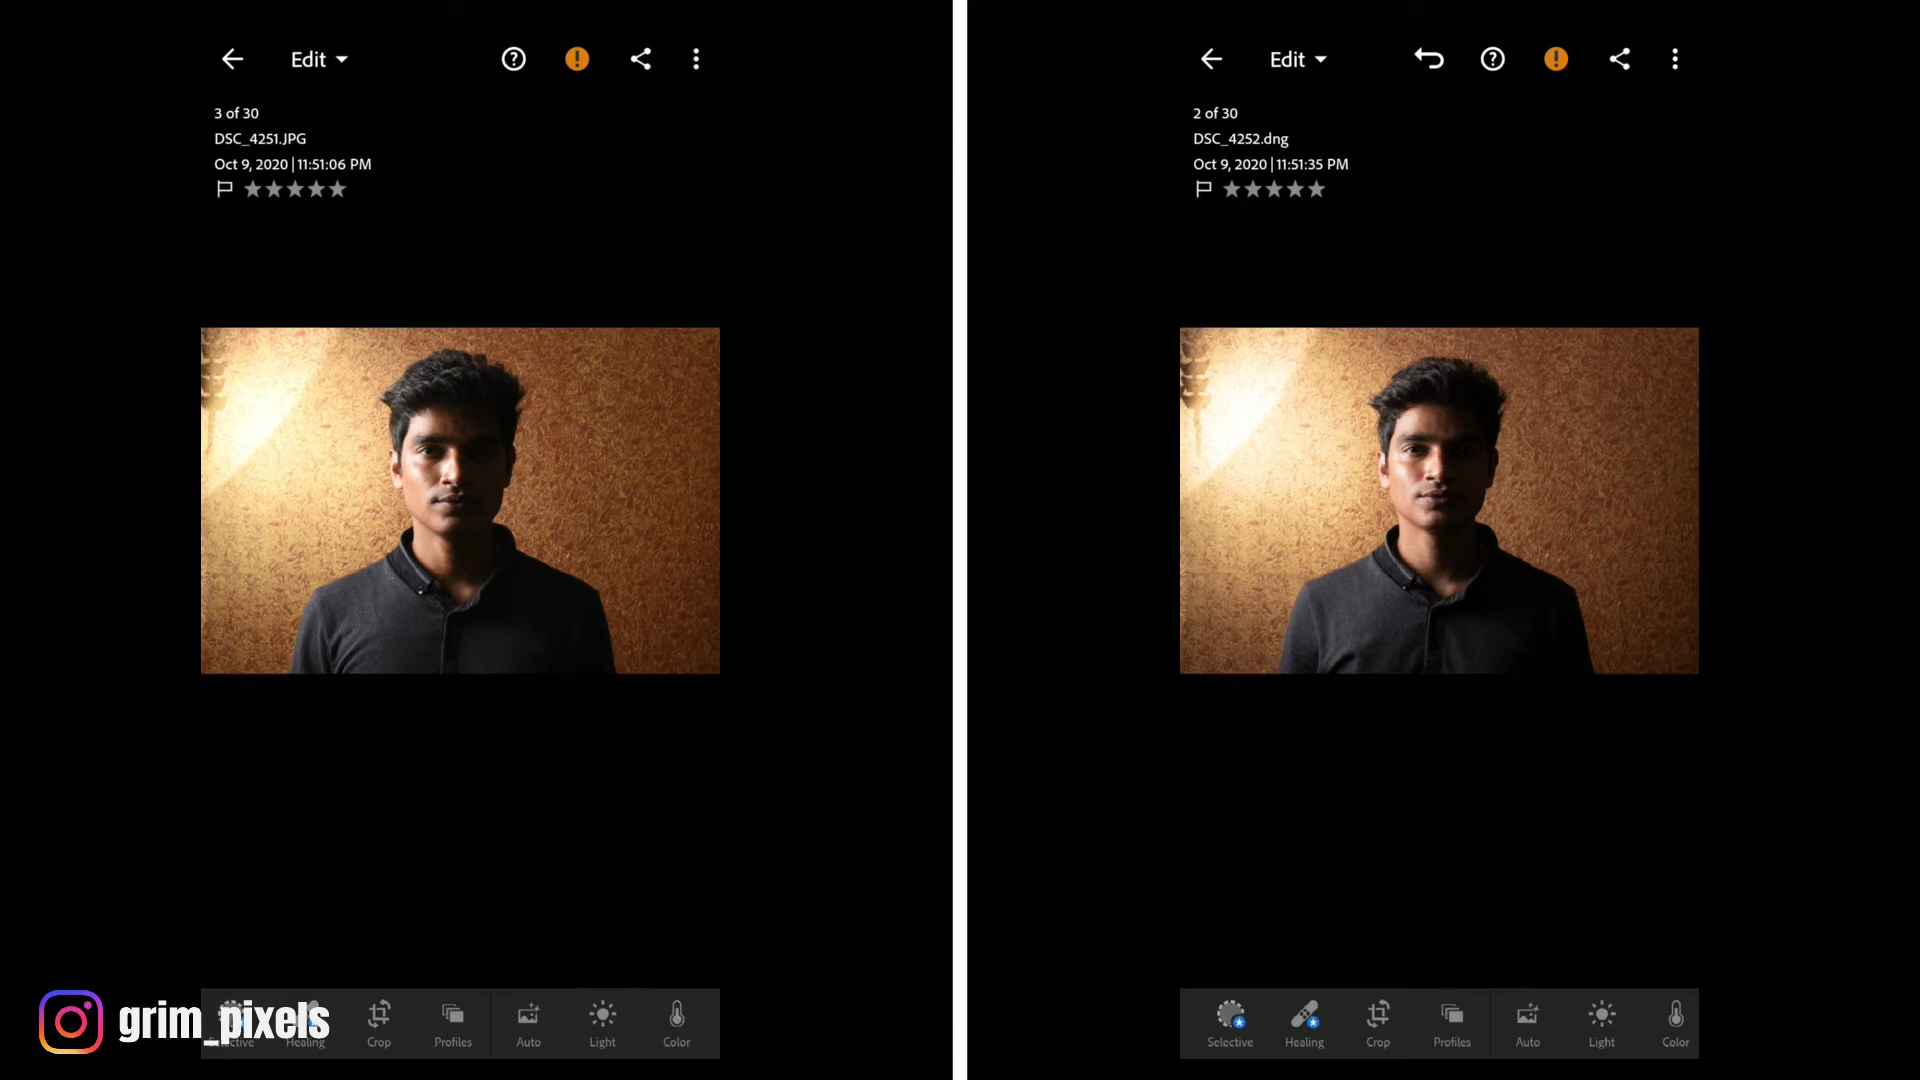 Edit
3 of 30
DSC_4251.JPG
Oct 9, 2020 | 11:51:06 PM
Selective Healing Crop Profiles Auto Light Color
grim_pixels
Edit
2 of 30
DSC_4252.dng
Oct 9, 2020 | 11:51:35 PM
Selective Healing Crop Profiles Auto Light Color